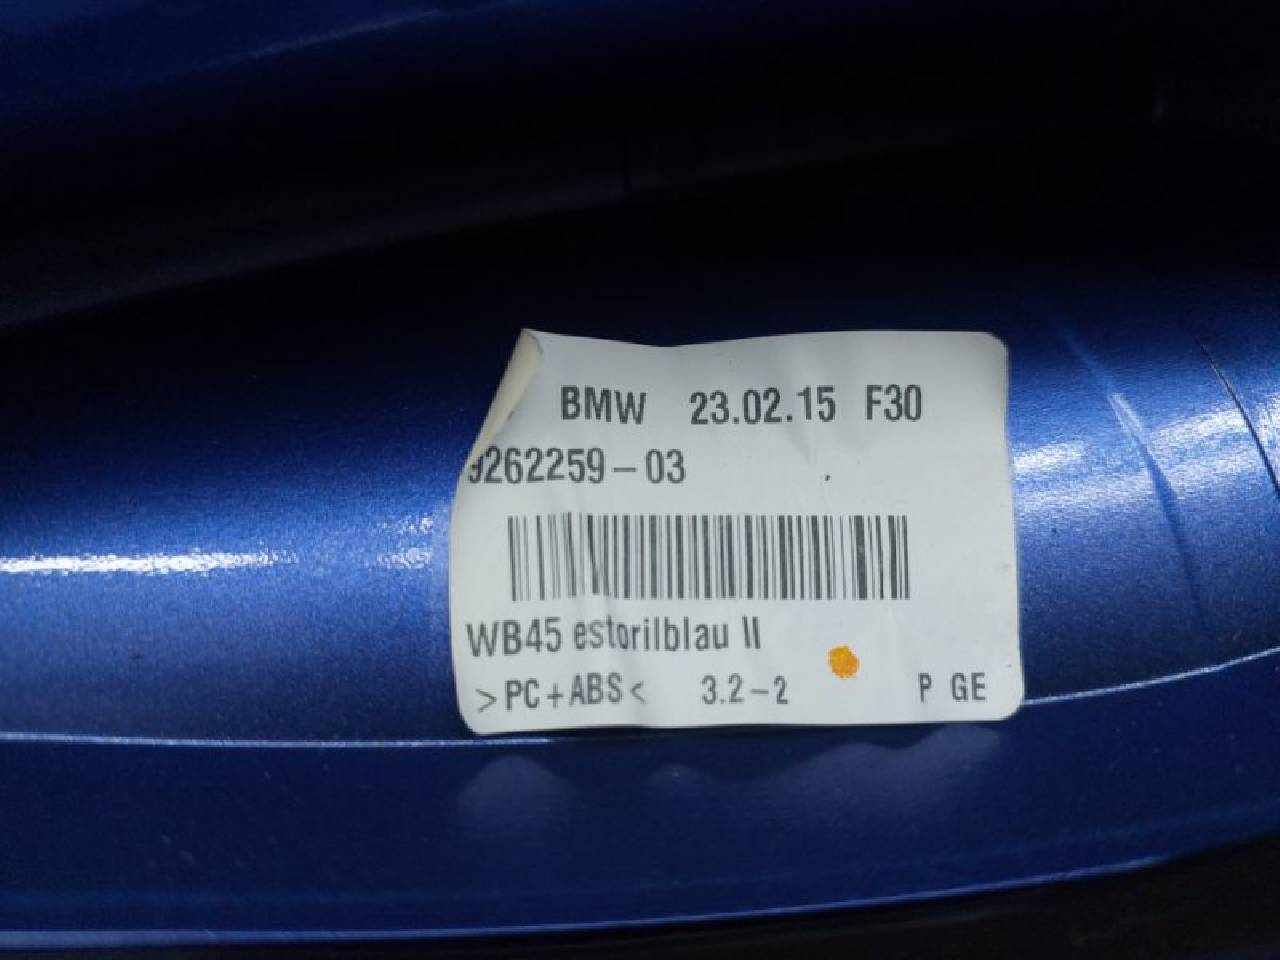 BMW 23.02.15 F30
9262259-03
WB45 estorilblau II
>PC+ABS< 3.2-2 P GE